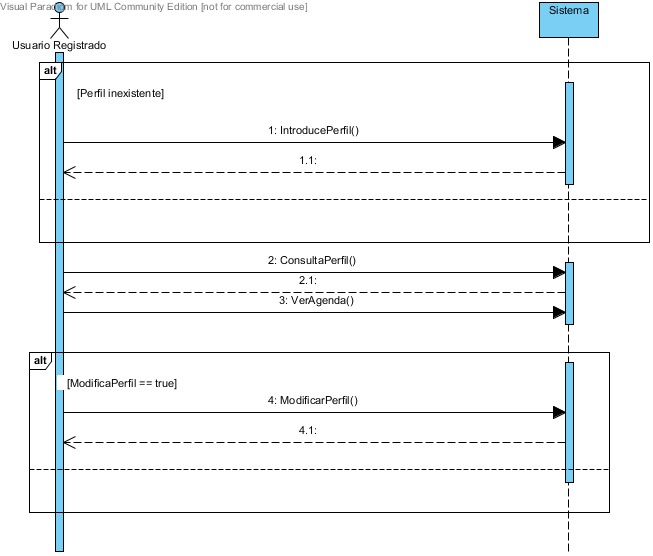 Visual Paradigm for UML Community Edition [not for commercial use]
Sistema
Usuario Registrado
alt
[Perfil inexistente]
1: IntroducePerfil()
1.1:
2: ConsultaPerfil()
2.1:
3: VerAgenda()
alt
[ModificaPerfil == true]
4: ModificarPerfil()
4.1: